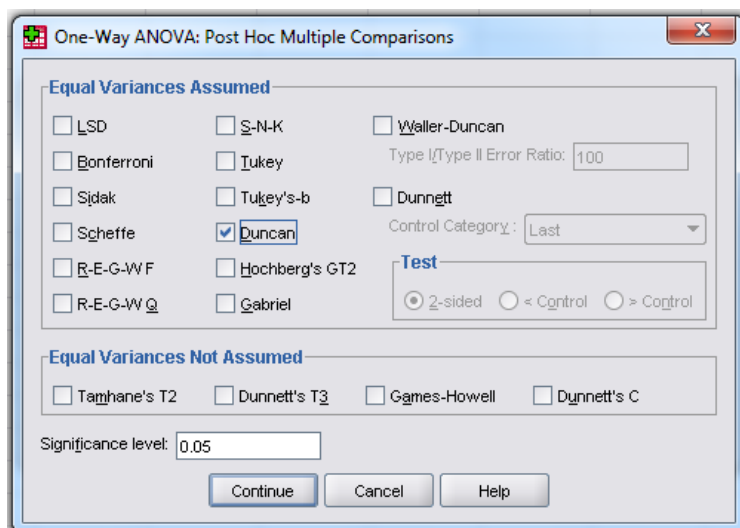 One-Way ANOVA: Post Hoc Multiple Comparisons
Equal Variances Assumed
LSD S-N-K Waller-Duncan
Bonferroni Tukey Type I/Type II Error Ratio: 100
Sidak Tukey's-b Dunnett
Scheffe Duncan Control Category : Last
R-E-G-W F Hochberg's GT2 Test
R-E-G-W Q Gabriel 2-sided < Control > Control
Equal Variances Not Assumed
Tamhane's T2 Dunnett's T3 Games-Howell Dunnett's C
Significance level: 0.05
Continue Cancel Help